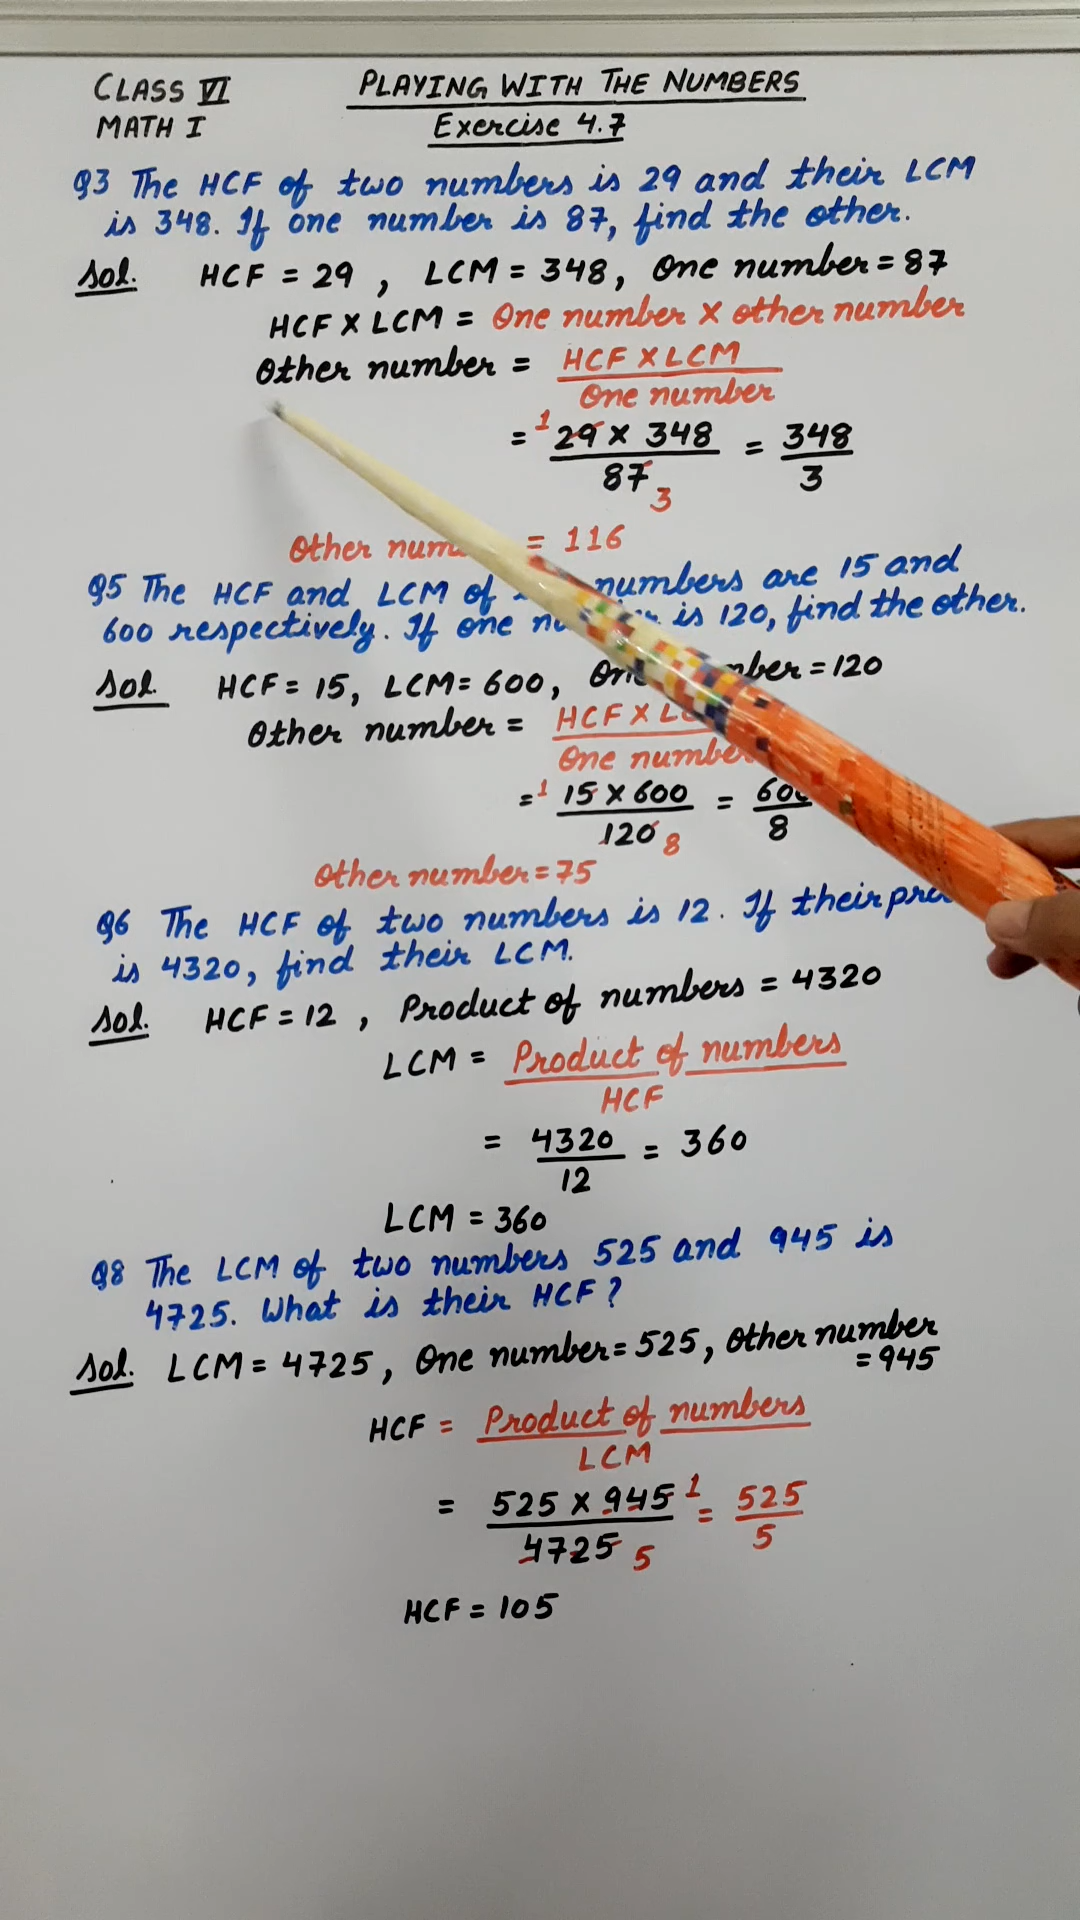 CLASS VI PLAYING WITH THE NUMBERS
MATH I Exercise 4.7
Q3 The HCF of two numbers is 29 and their LCM
is 348. If one number is 87, find the other.
Sol. HCF = 29 , LCM = 348, One number = 87
HCF X LCM = One number X other number
Other number = HCF X LCM
One number
= 1 29 X 348 = 348
87 3 3
Other = 116
Q5 The HCF and LCM of numbers are 15 and
600 respectively. If one is 120, find the other.
Sol. HCF = 15, LCM = 600, = 120
Other number = HCF X
One
= 1 15 X 600 =
120 8 8
Other number = 75
Q6 The HCF of two numbers is 12. If their
is 4320, find their LCM.
Sol. HCF = 12 , Product of numbers = 4320
LCM = Product of numbers
HCF
= 4320 = 360
12
LCM = 360
Q8 The LCM of two numbers 525 and 945 is
4725. What is their HCF?
Sol. LCM = 4725, One number = 525, Other number
= 945
HCF = Product of numbers
LCM
= 525 X 945 1 = 525
4725 5 5
HCF = 105